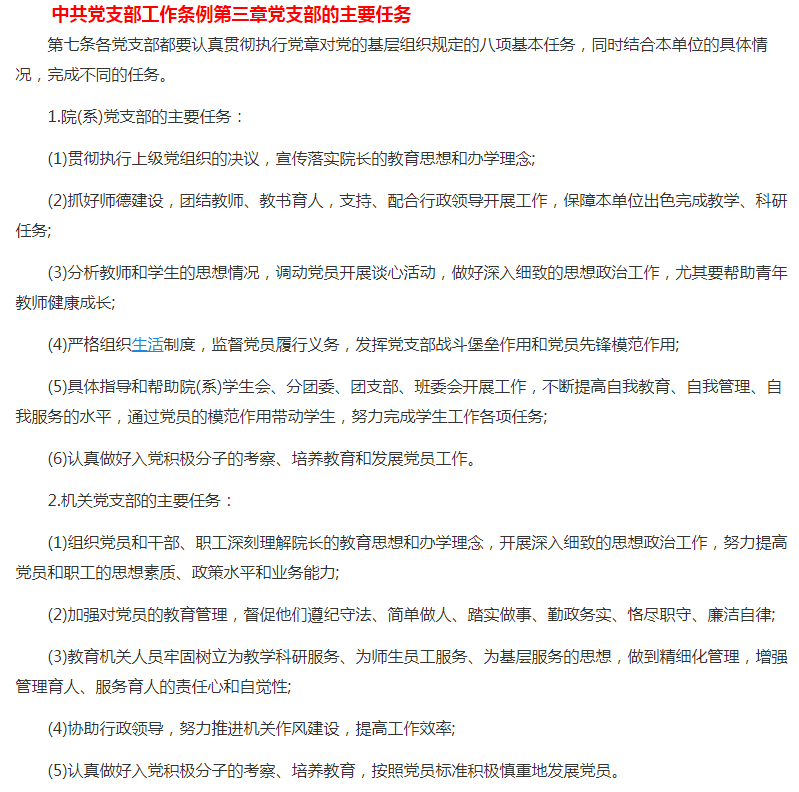 中共党支部工作条例第三章党支部的主要任务
第七条各党支部都要认真贯彻执行党章对党的基层组织规定的八项基本任务，同时结合本单位的具体情
况，完成不同的任务。
1.院(系)党支部的主要任务：
(1)贯彻执行上级党组织的决议，宣传落实院长的教育思想和办学理念;
(2)抓好师德建设，团结教师、教书育人，支持、配合行政领导开展工作，保障本单位出色完成教学、科研
任务;
(3)分析教师和学生的思想情况，调动党员开展谈心活动，做好深入细致的思想政治工作，尤其要帮助青年
教师健康成长;
(4)严格组织生活制度，监督党员履行义务，发挥党支部战斗堡垒作用和党员先锋模范作用;
(5)具体指导和帮助院(系)学生会、分团委、团支部、班委会开展工作，不断提高自我教育、自我管理、自
我服务的水平，通过党员的模范作用带动学生，努力完成学生工作各项任务;
(6)认真做好入党积极分子的考察、培养教育和发展党员工作。
2.机关党支部的主要任务：
(1)组织党员和干部、职工深刻理解院长的教育思想和办学理念，开展深入细致的思想政治工作，努力提高
党员和职工的思想素质、政策水平和业务能力;
(2)加强对党员的教育管理，督促他们遵纪守法、简单做人、踏实做事、勤政务实、恪尽职守、廉洁自律;
(3)教育机关人员牢固树立为教学科研服务、为师生员工服务、为基层服务的思想，做到精细化管理，增强
管理育人、服务育人的责任心和自觉性;
(4)协助行政领导，努力推进机关作风建设，提高工作效率;
(5)认真做好入党积极分子的考察、培养教育，按照党员标准积极慎重地发展党员。